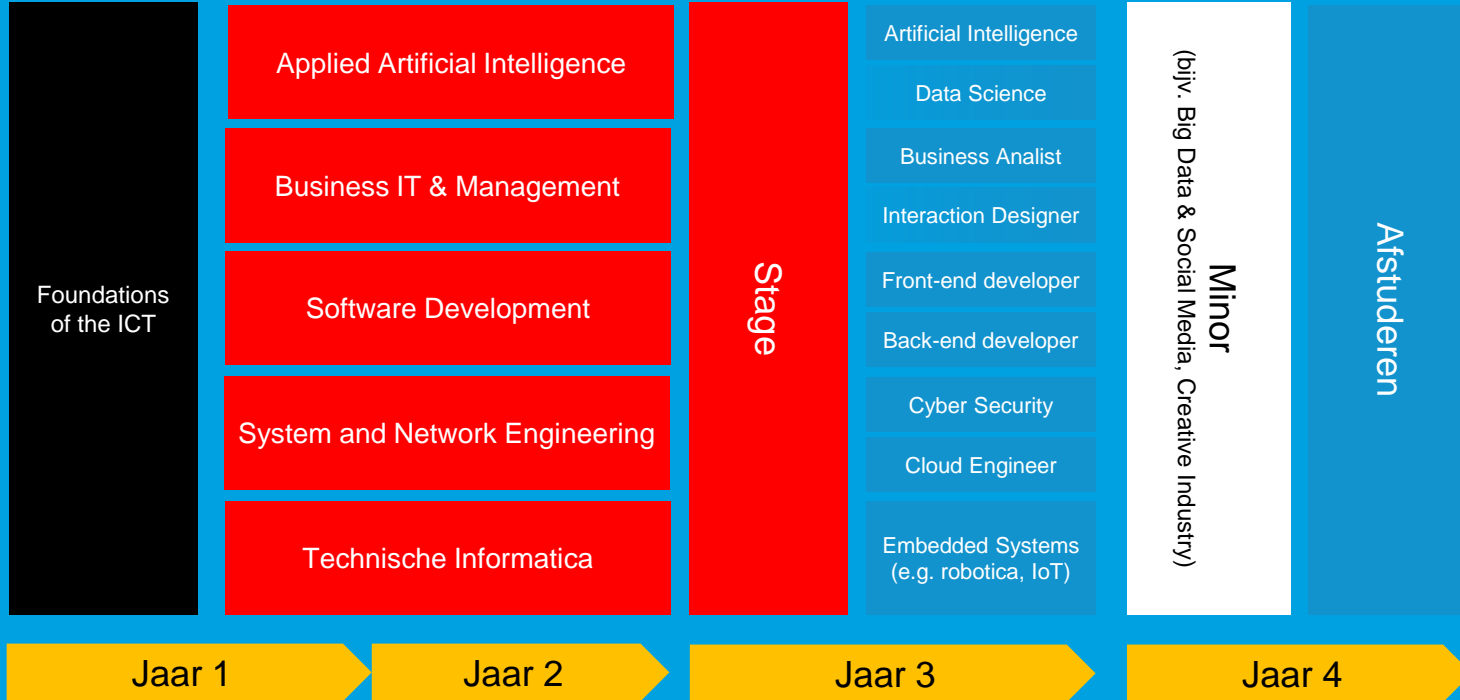 Foundations
of the ICT
Applied Artificial Intelligence
Business IT & Management
Software Development
System and Network Engineering
Technische Informatica
Stage
Artificial Intelligence
Data Science
Business Analist
Interaction Designer
Front-end developer
Back-end developer
Cyber Security
Cloud Engineer
Embedded Systems
(e.g. robotica, IoT)
Minor
(bijv. Big Data & Social Media, Creative Industry)
Afstuderen
Jaar 1
Jaar 2
Jaar 3
Jaar 4